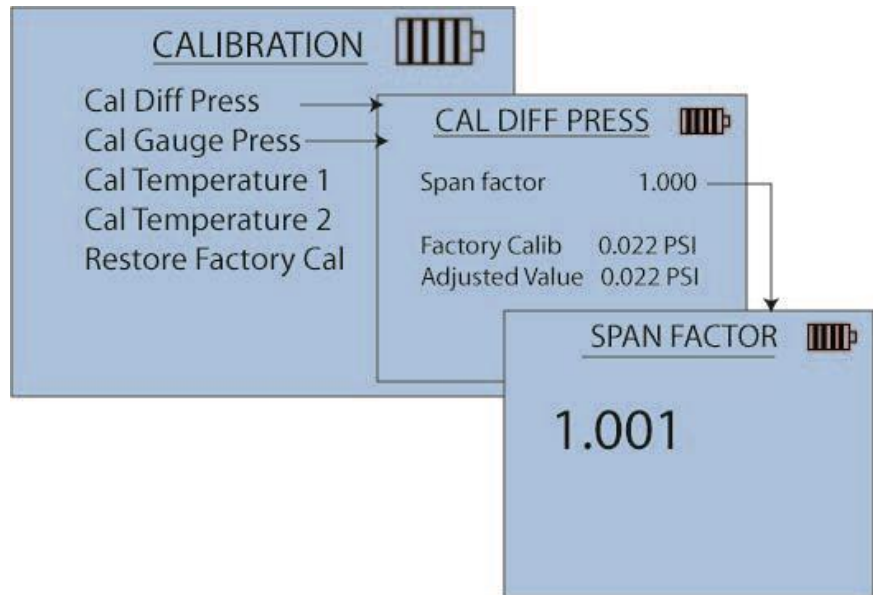 CALIBRATION
Cal Diff Press
Cal Gauge Press
Cal Temperature 1
Cal Temperature 2
Restore Factory Cal
CAL DIFF PRESS
Span factor 1.000
Factory Calib 0.022 PSI
Adjusted Value 0.022 PSI
SPAN FACTOR
1.001